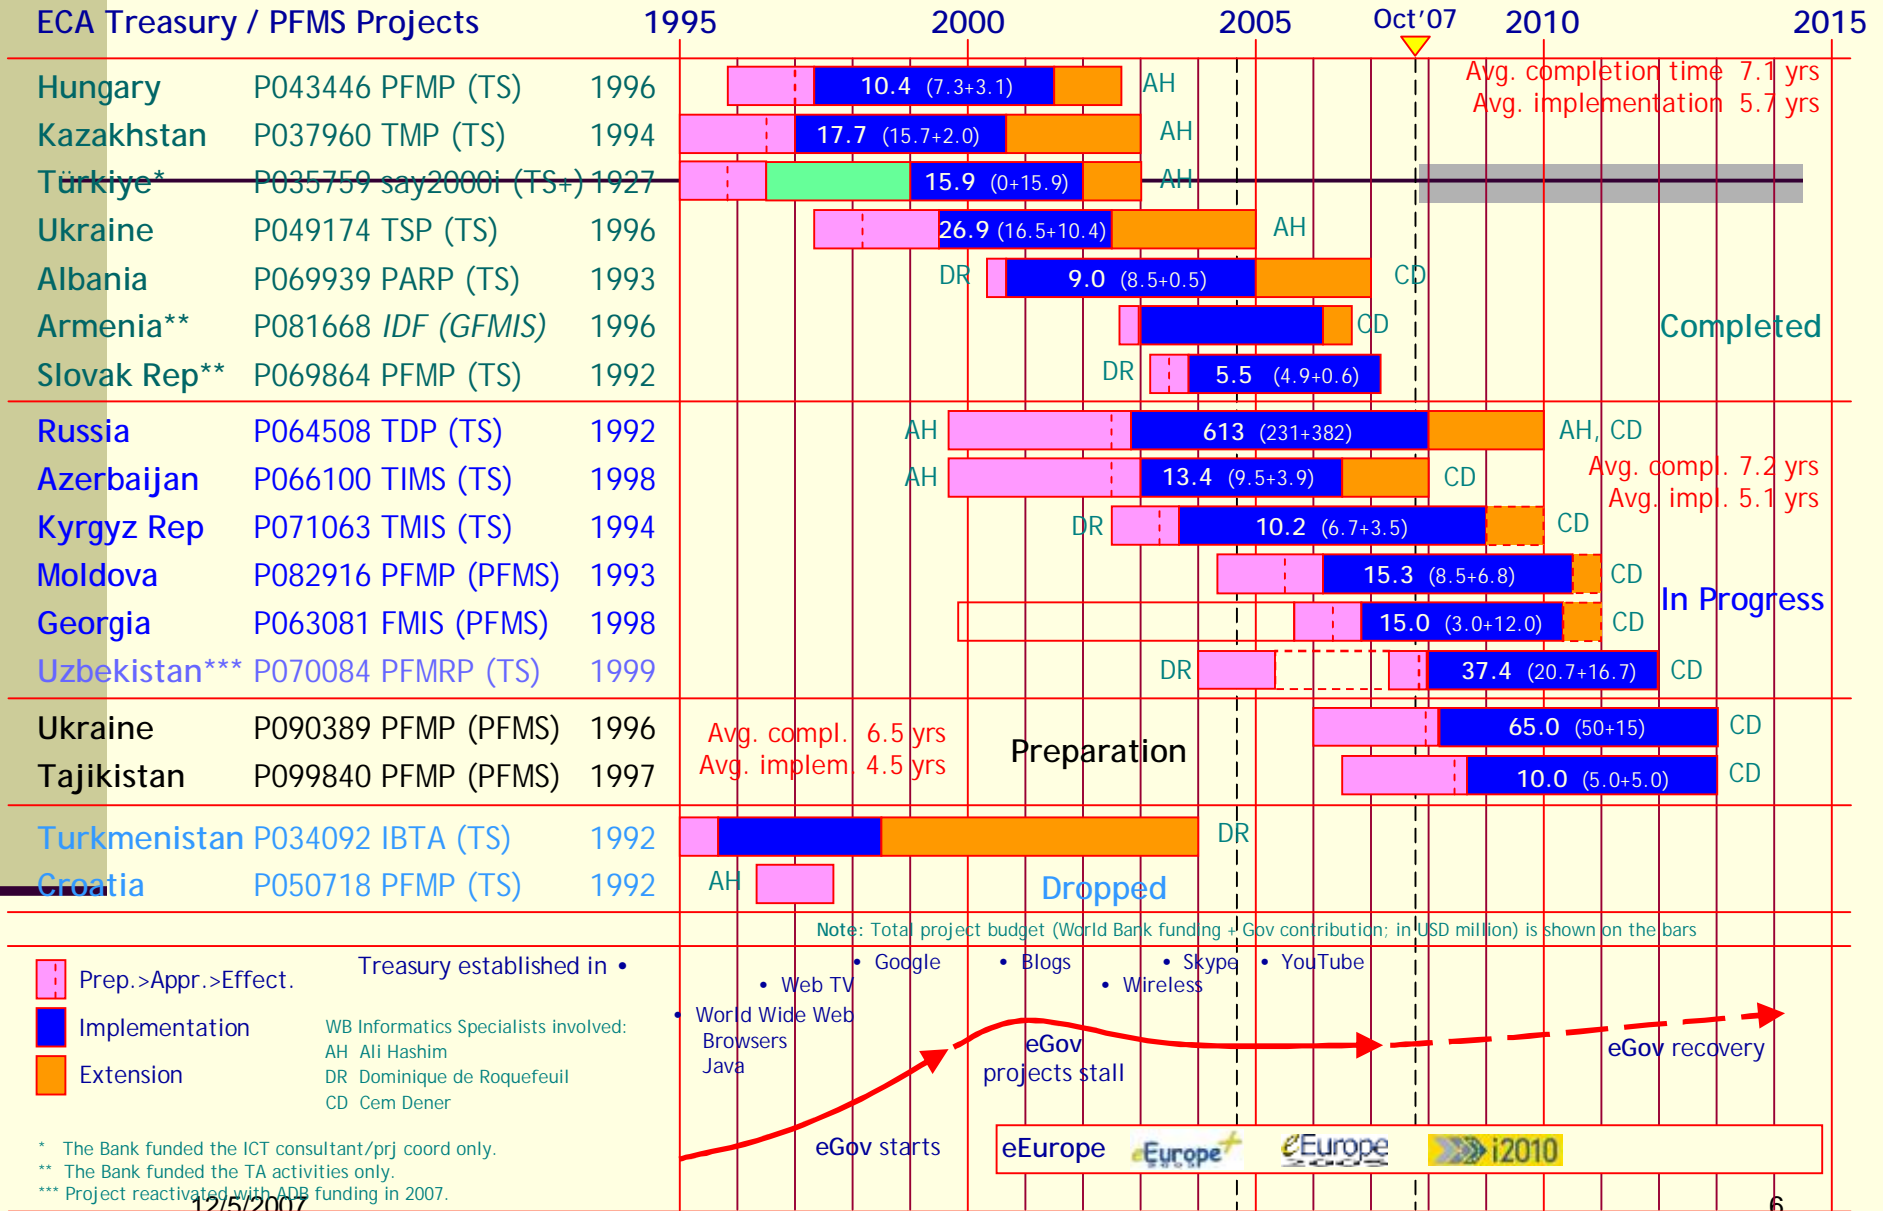 ECA Treasury / PFMS Projects 1995 2000 2005 Oct'07 2010 2015
Hungary P043446 PFMP (TS) 1996 10.4 (7.3+3.1) AH
Avg. completion time 7.1 yrs
Avg. implementation 5.7 yrs
Kazakhstan P037960 TMP (TS) 1994 17.7 (15.7+2.0) AH
Türkiye* P035759 say2000i (TS+) 1927 15.9 (0+15.9) AH
Ukraine P049174 TSP (TS) 1996 26.9 (16.5+10.4) AH
Albania P069939 PARP (TS) 1993 DR 9.0 (8.5+0.5) CD
Armenia** P081668 IDF (GFMIS) 1996 CD Completed
Slovak Rep** P069864 PFMP (TS) 1992 DR 5.5 (4.9+0.6)
Russia P064508 TDP (TS) 1992 AH 613 (231+382) AH, CD
Azerbaijan P066100 TIMS (TS) 1998 AH 13.4 (9.5+3.9) CD
Avg. compl. 7.2 yrs
Avg. impl. 5.1 yrs
Kyrgyz Rep P071063 TMIS (TS) 1994 DR 10.2 (6.7+3.5) CD
Moldova P082916 PFMP (PFMS) 1993 15.3 (8.5+6.8) CD
In Progress
Georgia P063081 FMIS (PFMS) 1998 15.0 (3.0+12.0) CD
Uzbekistan*** P070084 PFMRP (TS) 1999 DR 37.4 (20.7+16.7) CD
Ukraine P090389 PFMP (PFMS) 1996 65.0 (50+15) CD
Avg. compl. 6.5 yrs
Avg. implem. 4.5 yrs
Preparation
Tajikistan P099840 PFMP (PFMS) 1997 10.0 (5.0+5.0) CD
Turkmenistan P034092 IBTA (TS) 1992 DR
Croatia P050718 PFMP (TS) 1992 AH Dropped
Note: Total project budget (World Bank funding + Gov contribution; in USD million) is shown on the bars
Prep.>Appr.>Effect.
Implementation
Extension
Treasury established in •
WB Informatics Specialists involved:
AH Ali Hashim
DR Dominique de Roquefeuil
CD Cem Dener
• Google • Blogs • Skype • YouTube
• Web TV • Wireless
• World Wide Web
Browsers
Java
eGov
projects stall
eGov recovery
eGov starts
eEurope eEurope+ eEurope i2010
* The Bank funded the ICT consultant/prj coord only.
** The Bank funded the TA activities only.
*** Project reactivated with ADB funding in 2007.
12/5/2007 6